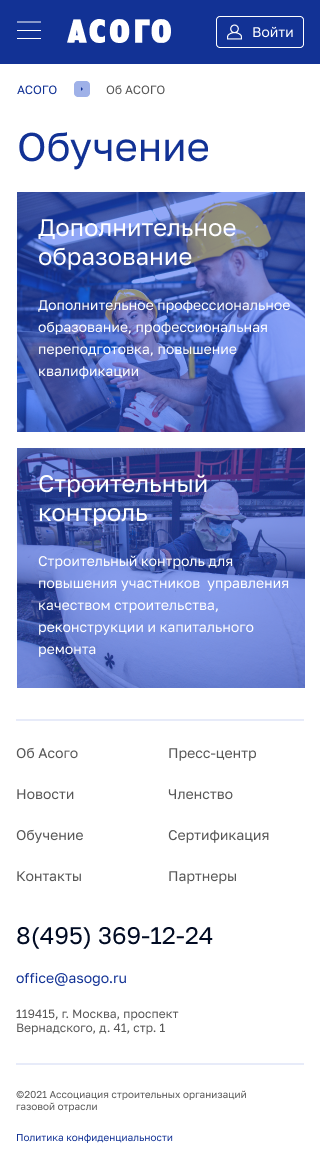 АСОГО
Войти
АСОГО
Об АСОГО
Обучение
Дополнительное
образование
Дополнительное профессиональное
образование, профессиональная
переподготовка, повышение
квалификации
Строительный
контроль
Строительный контроль для
повышения участников  управления
качеством строительства,
реконструкции и капитального
ремонта
Об Асого
Пресс-центр
Новости
Членство
Обучение
Сертификация
Контакты
Партнеры
8(495) 369-12-24
office@asogo.ru
119415, г. Москва, проспект
Вернадского, д. 41, стр. 1
©2021 Ассоциация строительных организаций
газовой отрасли
Политика конфиденциальности